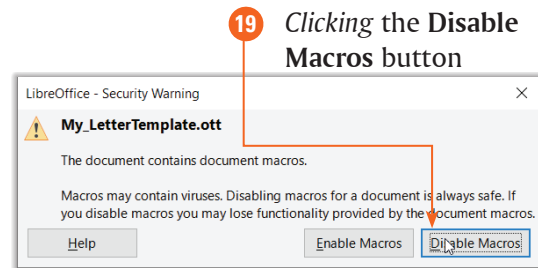 19 Clicking the Disable
Macros button
LibreOffice - Security Warning
My_LetterTemplate.ott
The document contains document macros.
Macros may contain viruses. Disabling macros for a document is always safe. If
you disable macros you may lose functionality provided by the document macros.
Help Enable Macros Disable Macros